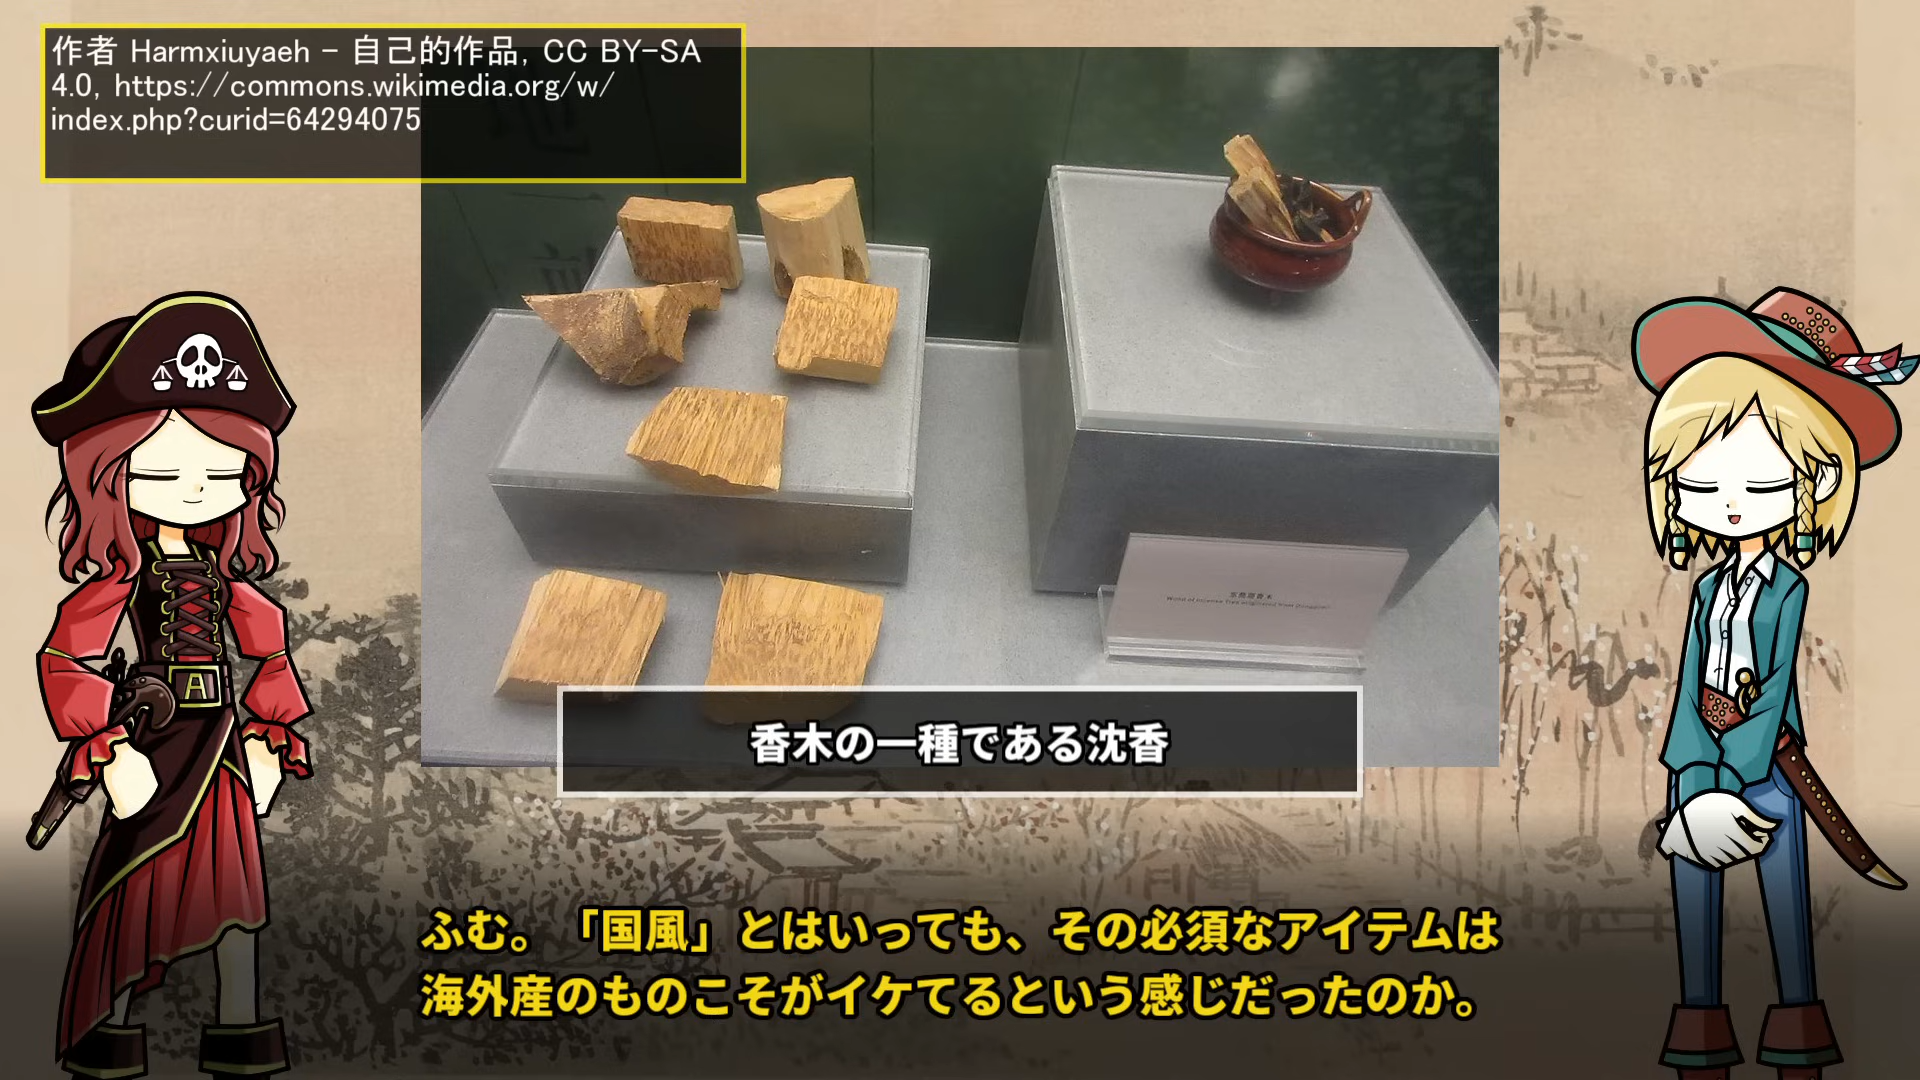 作者 Harmxiuyaeh – 自己的作品, CC BY-SA
4.0, https://commons.wikimedia.org/w/
index.php?curid=64294075
A
香木の一種である沈香
ふむ。「国風」とはいっても、その必須なアイテムは
海外産のものこそがイケてるという感じだったのか。